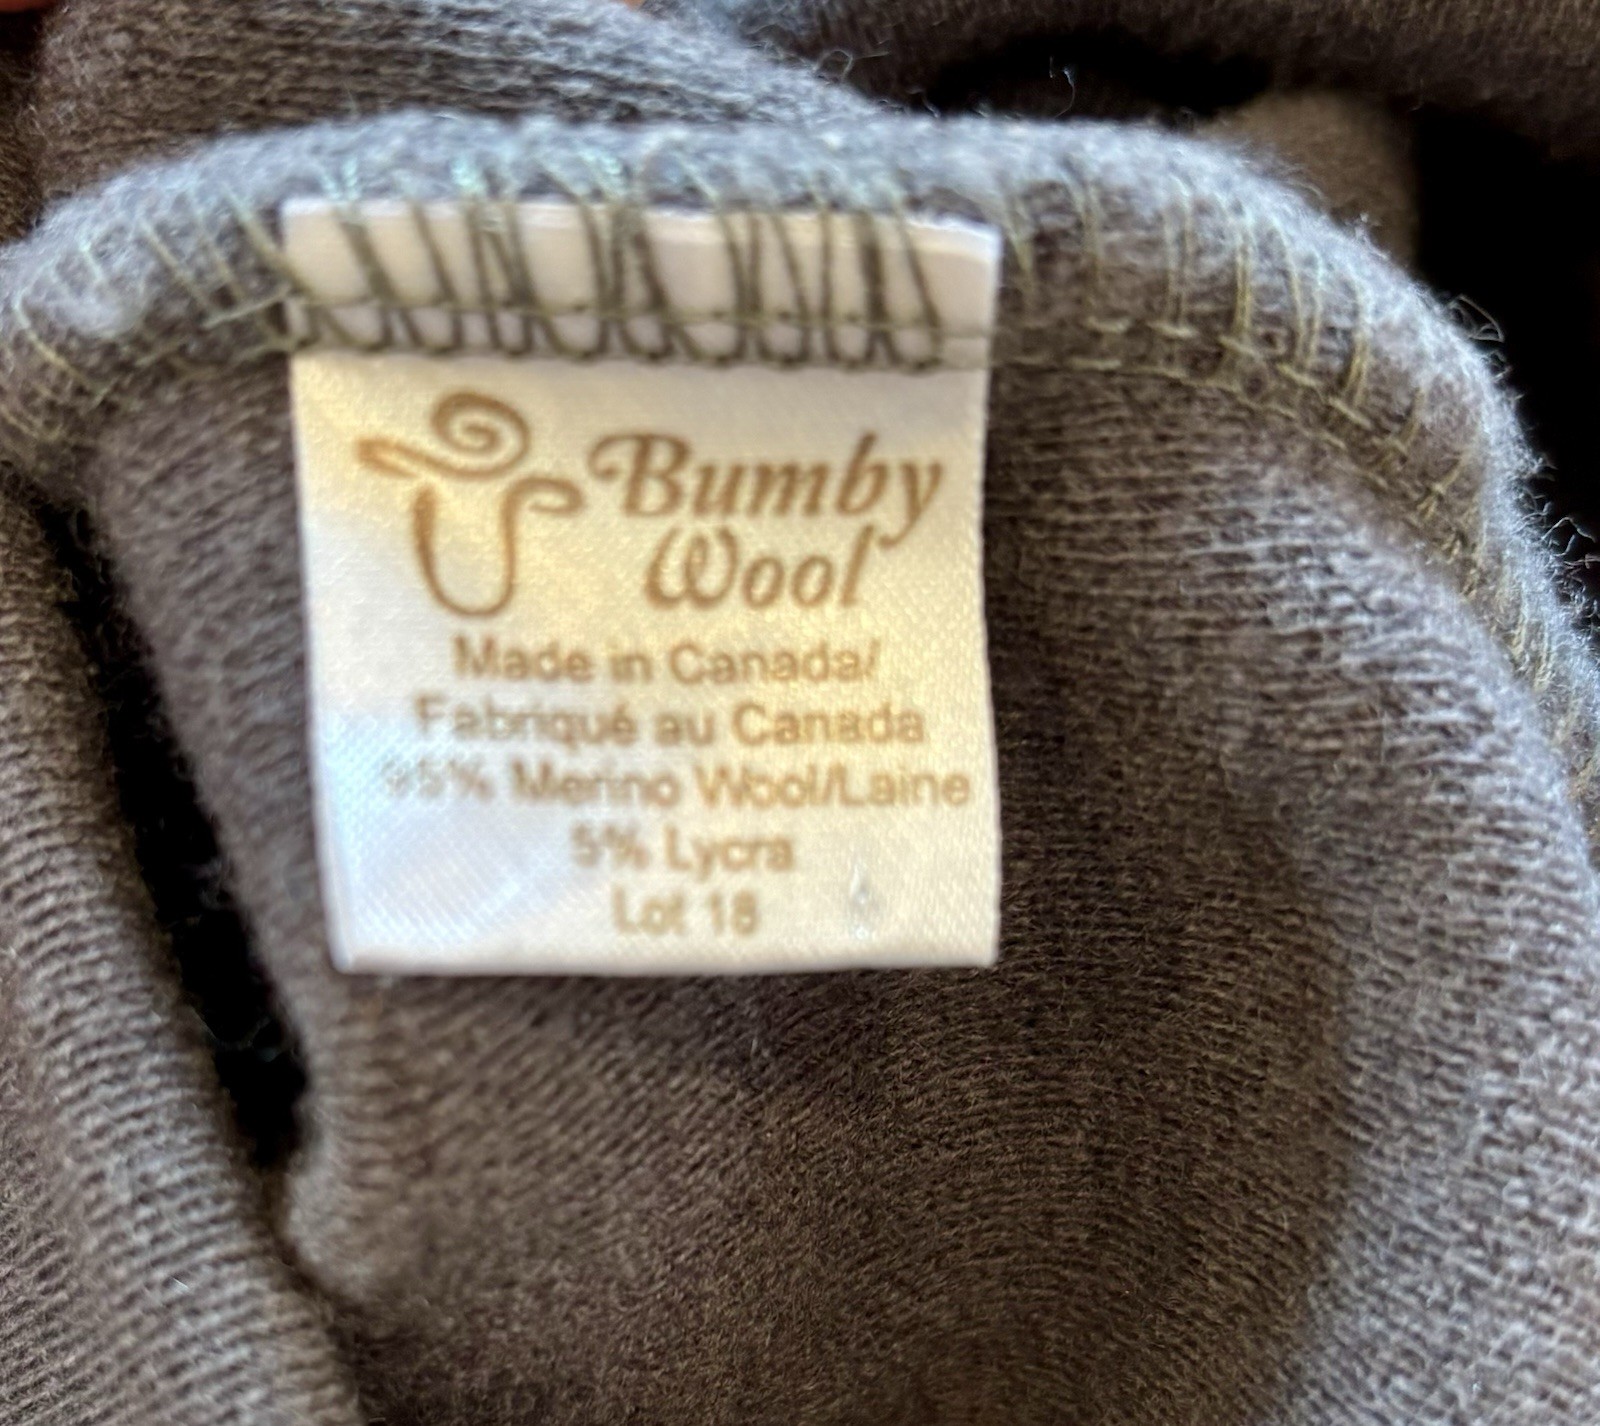 Bumby
Wool
Made in Canada/
Fabriqué au Canada
95% Merino Wool/Laine
5% Lycra
Lot 18